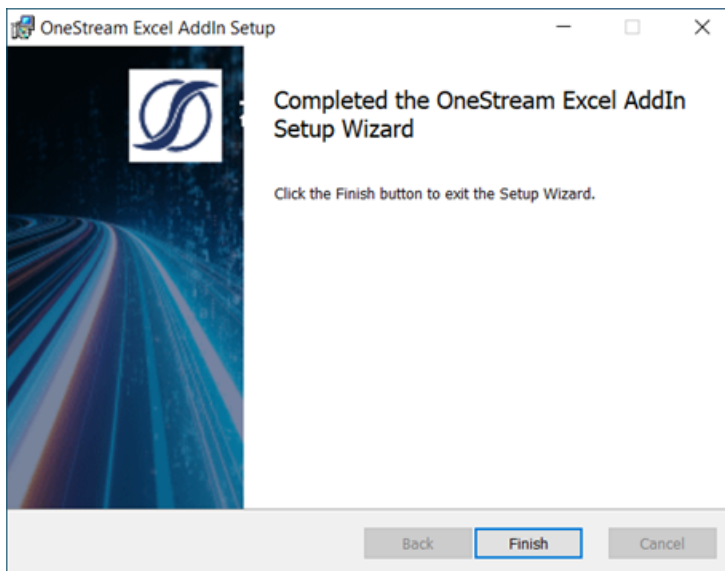 OneStream Excel AddIn Setup
Completed the OneStream Excel AddIn
Setup Wizard
Click the Finish button to exit the Setup Wizard.
Back
Finish
Cancel